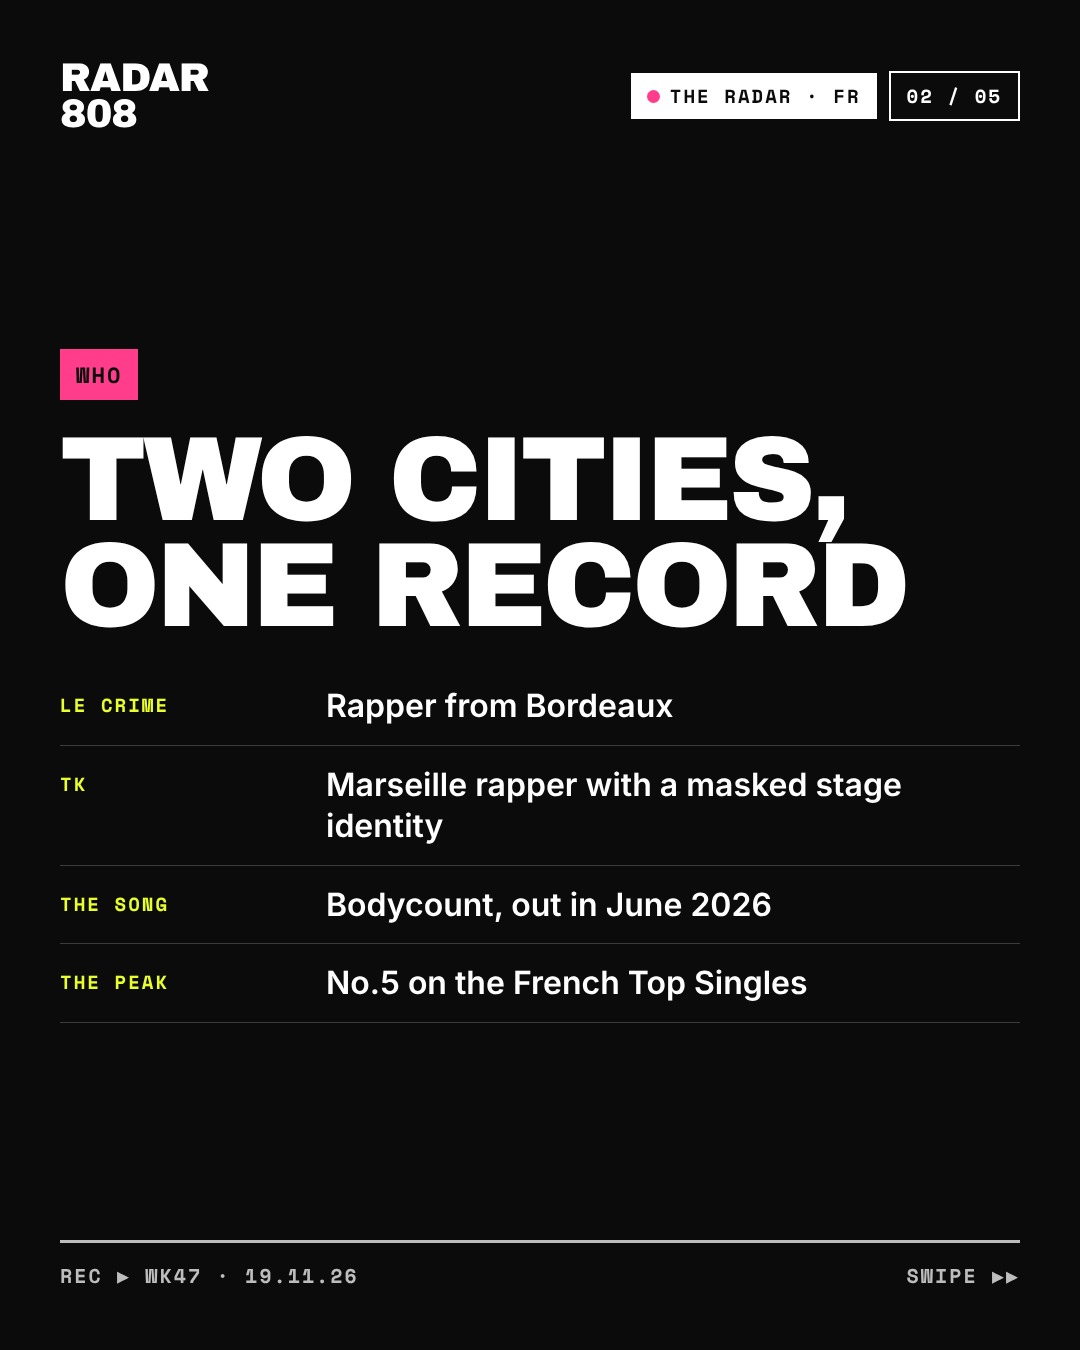 RADAR
808
THE RADAR · FR
02 / 05
WHO
TWO CITIES,
ONE RECORD
LE CRIME
Rapper from Bordeaux
TK
Marseille rapper with a masked stage
identity
THE SONG
Bodycount, out in June 2026
THE PEAK
No.5 on the French Top Singles
REC ▶ WK47 · 19.11.26
SWIPE ▶▶